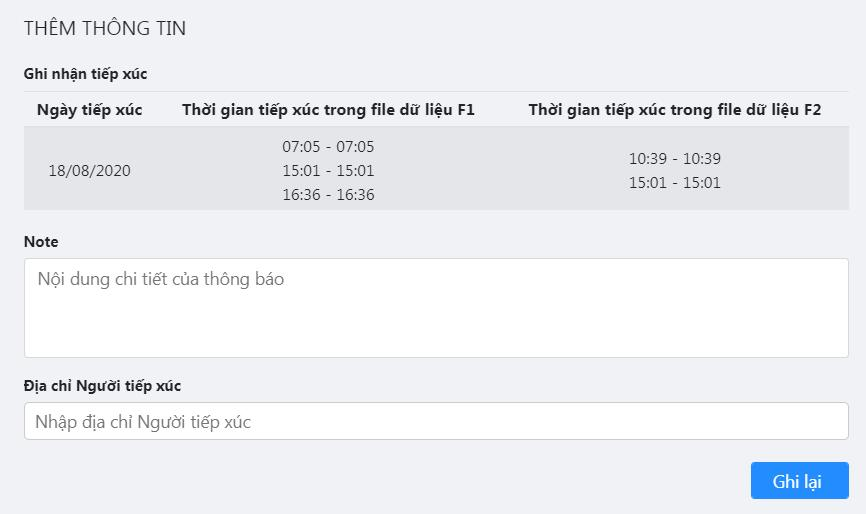 THÊM THÔNG TIN
Ghi nhận tiếp xúc
Ngày tiếp xúc Thời gian tiếp xúc trong file dữ liệu F1 Thời gian tiếp xúc trong file dữ liệu F2
07:05 - 07:05
18/08/2020 15:01 - 15:01
16:36 - 16:36
10:39 - 10:39
15:01 - 15:01
Note
Nội dung chi tiết của thông báo
Địa chỉ Người tiếp xúc
Nhập địa chỉ Người tiếp xúc
Ghi lại